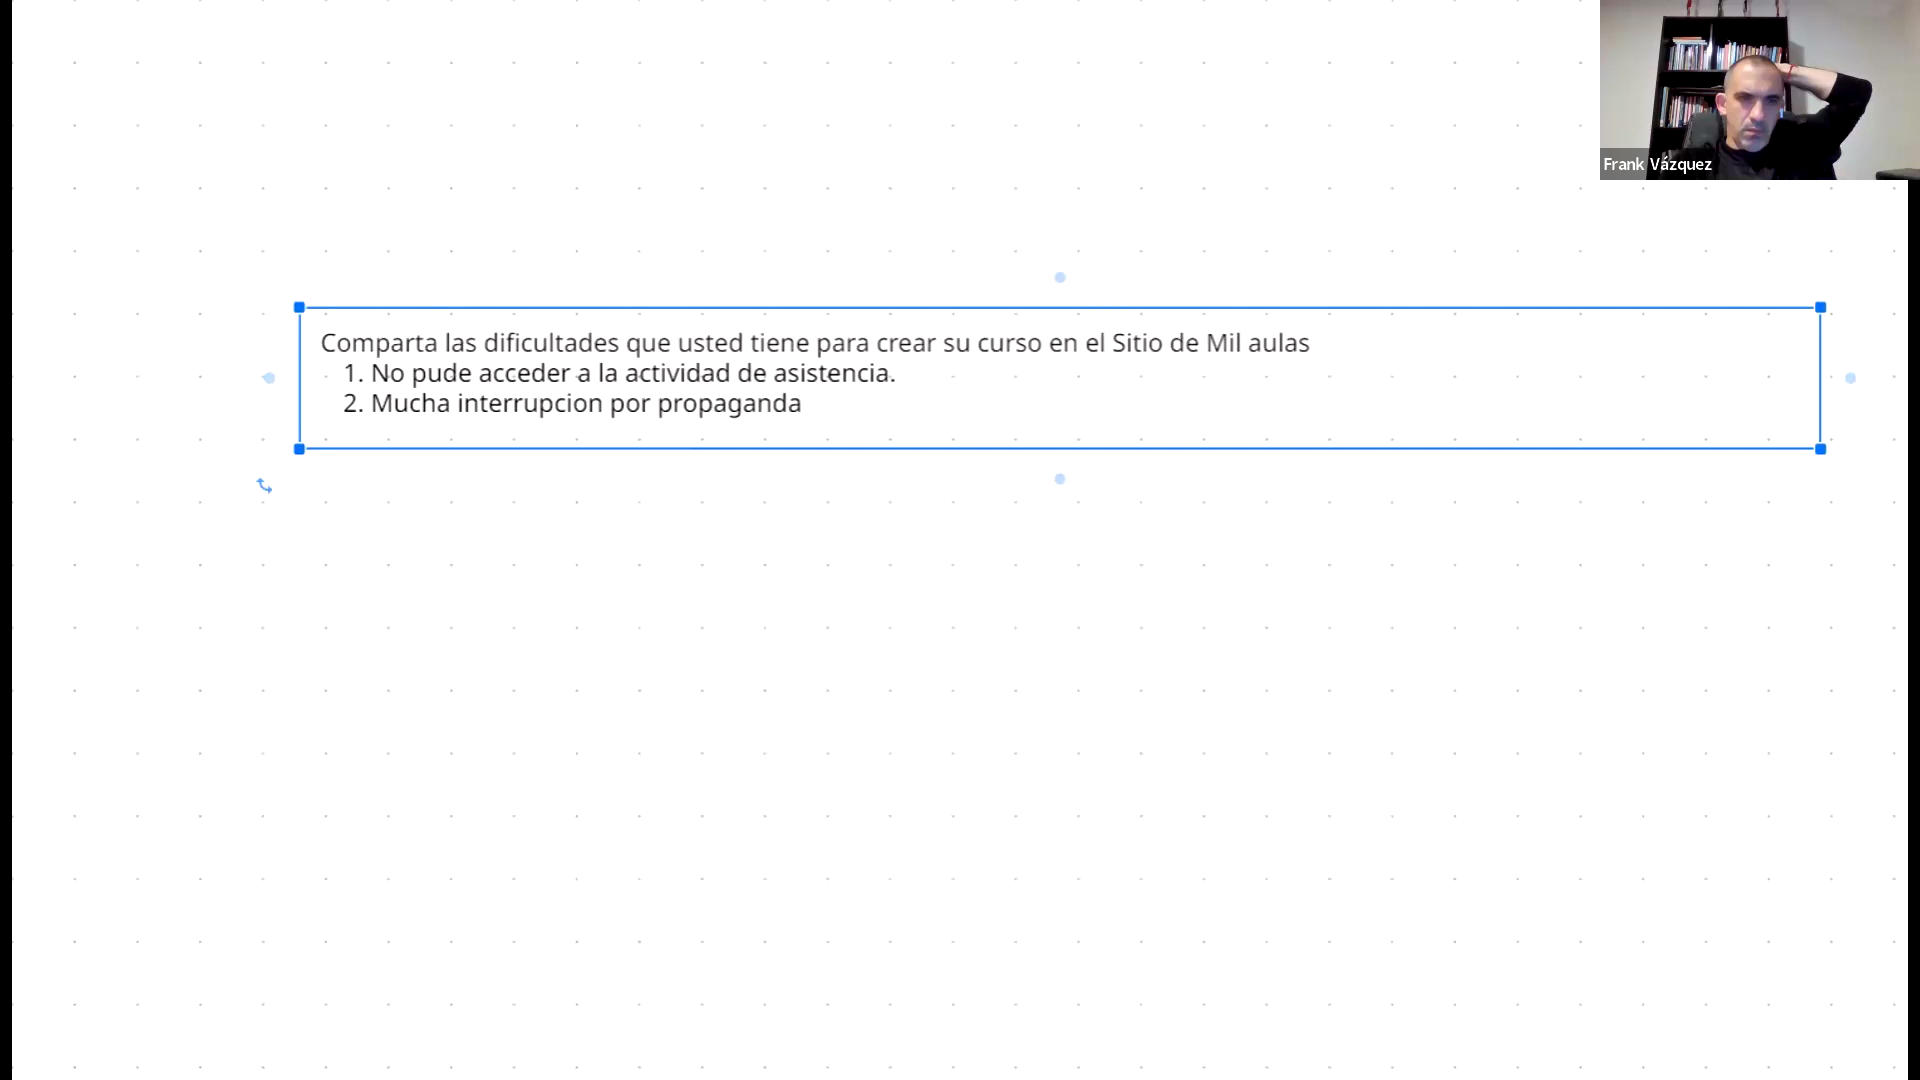 Frank Vázquez
Comparta las dificultades que usted tiene para crear su curso en el Sitio de Mil aulas
1. No pude acceder a la actividad de asistencia.
2. Mucha interrupcion por propaganda